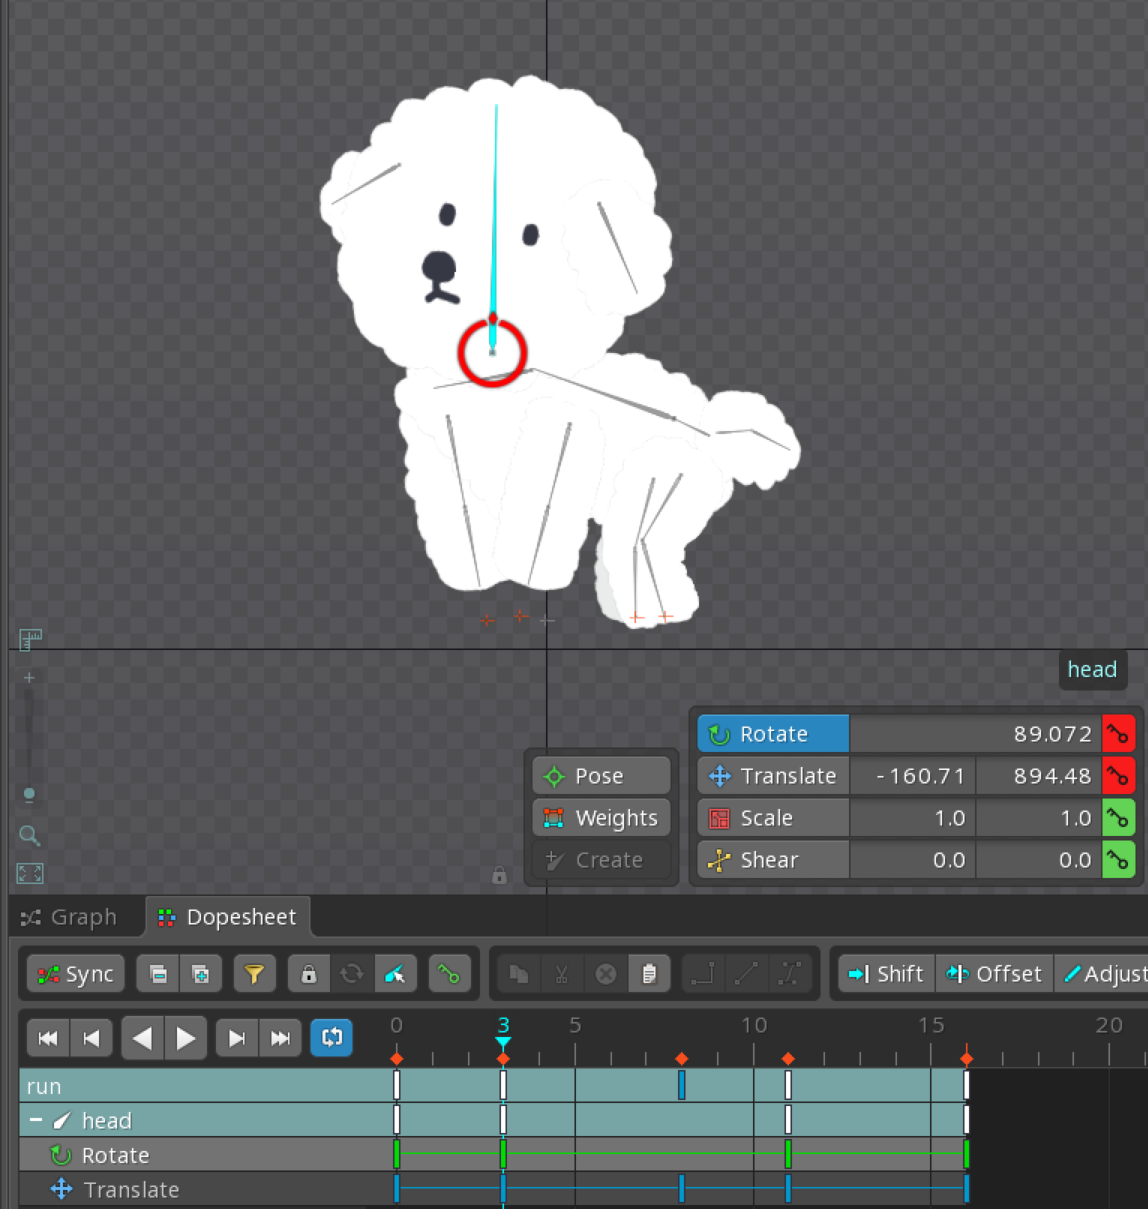 head
Rotate 89.072
Pose Translate -160.71 894.48
Weights Scale 1.0 1.0
Create Shear 0.0 0.0
Graph Dopesheet
Sync Shift Offset Adjust
0 3 5 10 15 20
run
head
Rotate
Translate